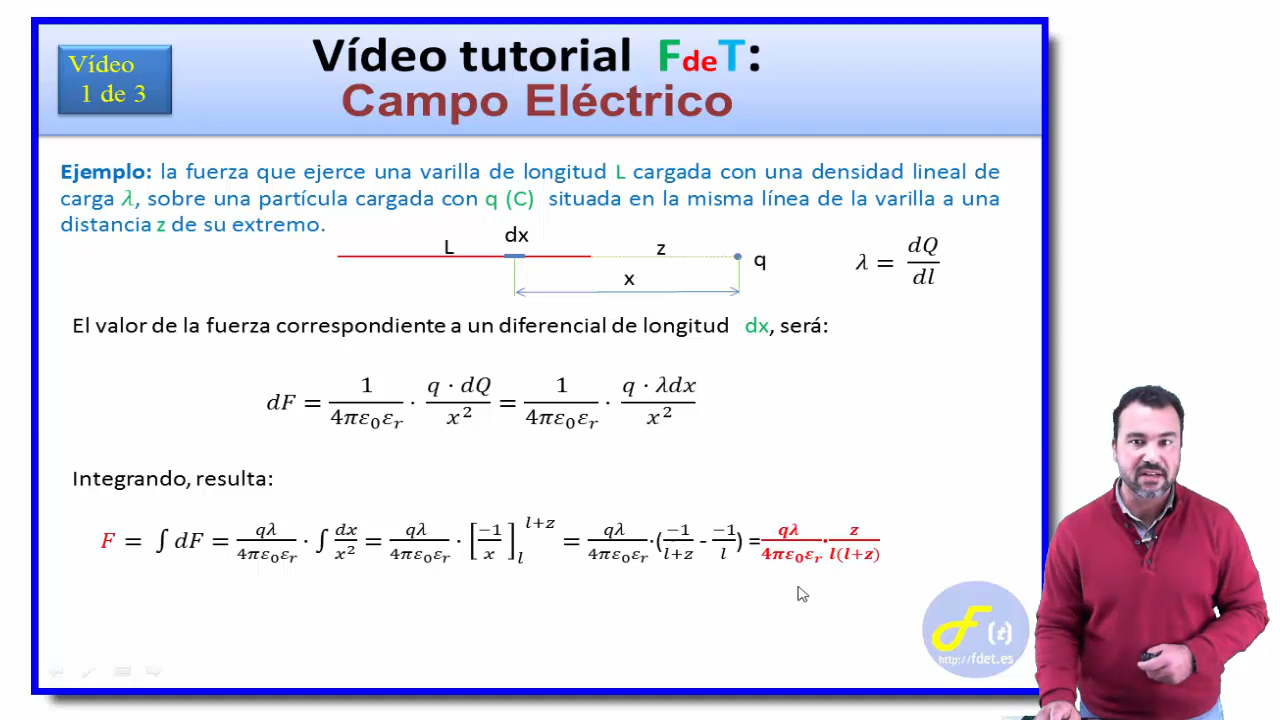 Vídeo
1 de 3
Vídeo tutorial FdeT:
Campo Eléctrico
Ejemplo: la fuerza que ejerce una varilla de longitud L cargada con una densidad lineal de
carga λ, sobre una partícula cargada con q (C) situada en la misma línea de la varilla a una
distancia z de su extremo.
L dx z q
x
λ = dQ/dl
El valor de la fuerza correspondiente a un diferencial de longitud dx, será:
dF = 1/(4πε₀εᵣ) · (q · dQ)/x² = 1/(4πε₀εᵣ) · (q · λdx)/x²
Integrando, resulta:
F = ∫ dF = qλ/(4πε₀εᵣ) · ∫ dx/x² = qλ/(4πε₀εᵣ) · [−1/x]ₗ^(l+z) = qλ/(4πε₀εᵣ)·(−1/(l+z) - −1/l) = qλ/(4πε₀εᵣ)·z/(l(l+z))
F (t)
http://fdet.es